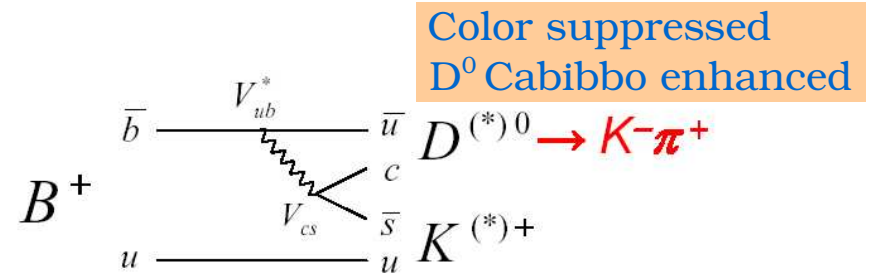 Color suppressed
D⁰ Cabibbo enhanced
V*ub
b̅ u̅ D(*)0 → K⁻π⁺
c
B⁺
Vcs s̅ K(*)+
u u